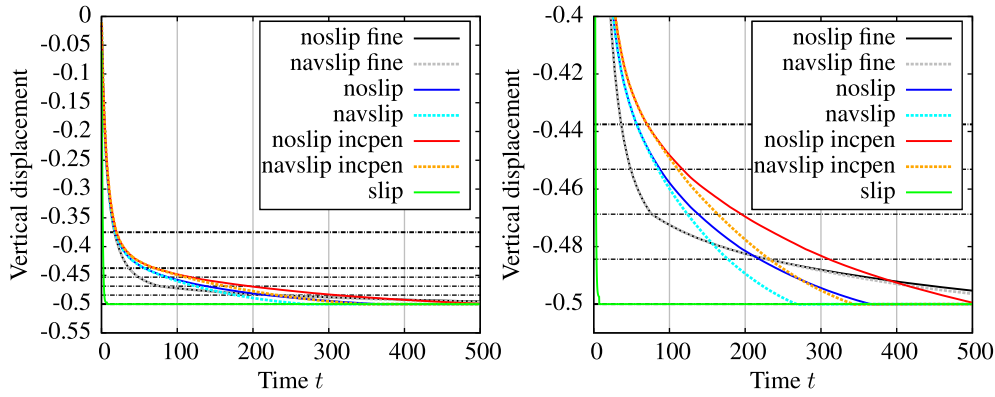 0
-0.05
-0.1
-0.15
-0.2
-0.25
-0.3
-0.35
-0.4
-0.45
-0.5
-0.55
Vertical displacement
0 100 200 300 400 500
Time t
noslip fine
navslip fine
noslip
navslip
noslip incpen
navslip incpen
slip
-0.4
-0.42
-0.44
-0.46
-0.48
-0.5
Vertical displacement
0 100 200 300 400 500
Time t
noslip fine
navslip fine
noslip
navslip
noslip incpen
navslip incpen
slip